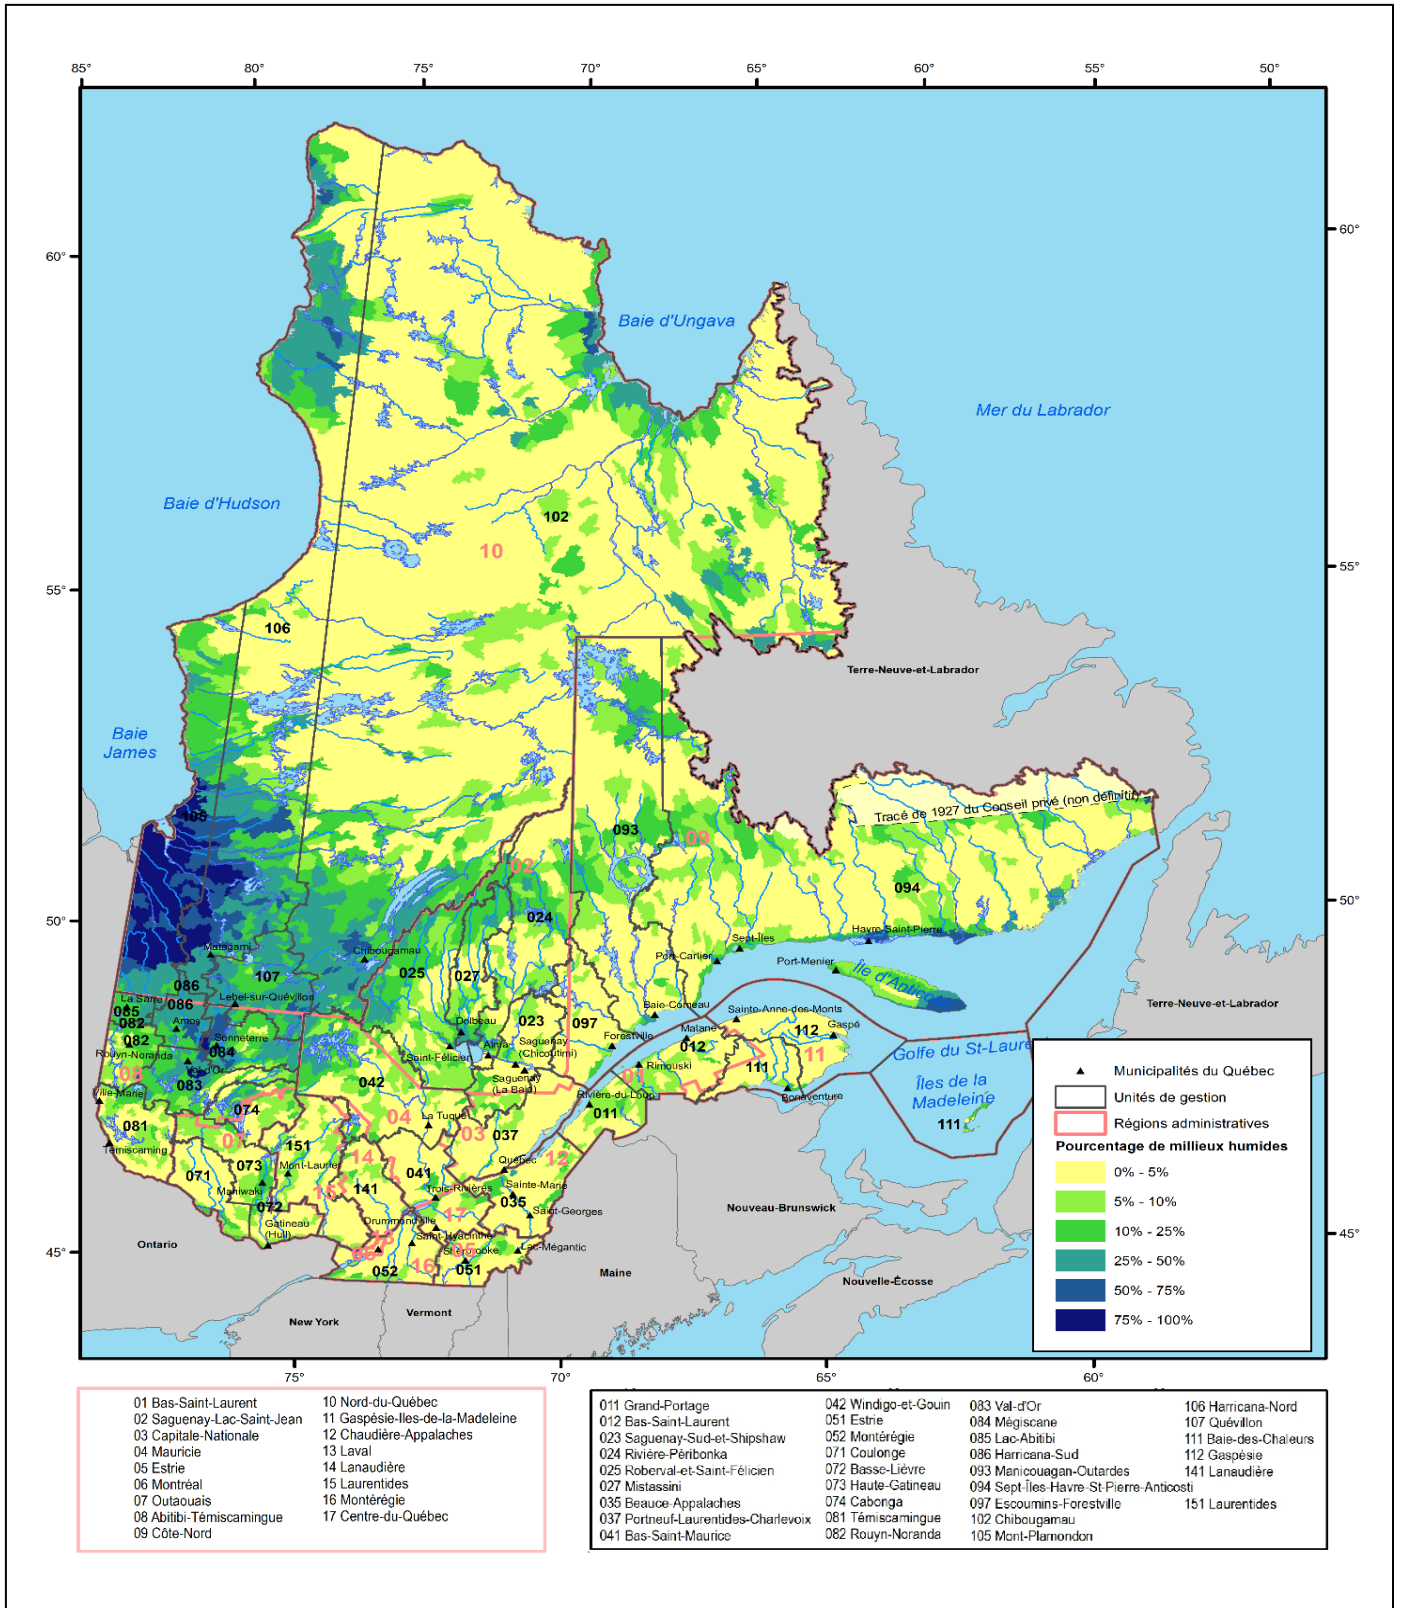 85°
80°
75°
70°
65°
60°
55°
50°
60°
60°
Baie d'Ungava
Mer du Labrador
Baie d'Hudson
102
10
55°
55°
106
Terre-Neuve-et-Labrador
Baie
James
Tracé de 1927 du Conseil privé (non définitif)
105
093
09
02
094
50°
50°
024
Havre-Saint-Pierre
Sept-Îles
Matagami
Chibougamau
Port-Cartier
Port-Menier
025
027
107
086
Île d'Antico
La Sarre
086
Lebel-sur-Quévillon
Terre-Neuve-et-Labrador
085
Baie-Comeau
Sainte-Anne-des-Monts
082
Amos
Dolbeau
023
097
Matane
112
Gaspé
082
Senneterre
Forestville
012
Rouyn-Noranda
084
Saint-Félicien
Alma
Saguenay
(Chicoutimi)
11
Golfe du St-Laure
08
Val-d'Or
Rimouski
111
083
042
Saguenay
(La Baie)
01
Îles de la
Madeleine
Ville-Marie
Rivière-du-Loup
Bonaventure
074
04
La Tuque
011
111
081
07
151
03
037
Témiscaming
14
12
071
073
Mont-Laurier
041
Québec
Maniwaki
15
141
Trois-Rivières
Sainte-Marie
035
072
17
Saint-Georges
Gatineau
(Hull)
Drummondville
Saint-Hyacinthe
Nouveau-Brunswick
45°
Ontario
13
06
05
Sherbrooke
Lac-Mégantic
45°
052
16
051
Maine
Nouvelle-Écosse
New York
Vermont
Municipalités du Québec
Unités de gestion
Régions administratives
Pourcentage de millieux humides
0% - 5%
5% - 10%
10% - 25%
25% - 50%
50% - 75%
75% - 100%
75°
70°
65°
60°
01 Bas-Saint-Laurent
02 Saguenay-Lac-Saint-Jean
03 Capitale-Nationale
04 Mauricie
05 Estrie
06 Montréal
07 Outaouais
08 Abitibi-Témiscamingue
09 Côte-Nord
10 Nord-du-Québec
11 Gaspésie-Iles-de-la-Madeleine
12 Chaudière-Appalaches
13 Laval
14 Lanaudière
15 Laurentides
16 Montérégie
17 Centre-du-Québec
011 Grand-Portage
012 Bas-Saint-Laurent
023 Saguenay-Sud-et-Shipshaw
024 Rivière-Péribonka
025 Roberval-et-Saint-Félicien
027 Mistassini
035 Beauce-Appalaches
037 Portneuf-Laurentides-Charlevoix
041 Bas-Saint-Maurice
042 Windigo-et-Gouin
051 Estrie
052 Montérégie
071 Coulonge
072 Basse-Lièvre
073 Haute-Gatineau
074 Cabonga
081 Témiscamingue
082 Rouyn-Noranda
083 Val-d'Or
084 Mégiscane
085 Lac-Abitibi
086 Harricana-Sud
093 Manicouagan-Outardes
094 Sept-Îles-Havre-St-Pierre-Anticosti
097 Escoumins-Forestville
102 Chibougamau
105 Mont-Plamondon
106 Harricana-Nord
107 Quévillon
111 Baie-des-Chaleurs
112 Gaspésie
141 Lanaudière
151 Laurentides